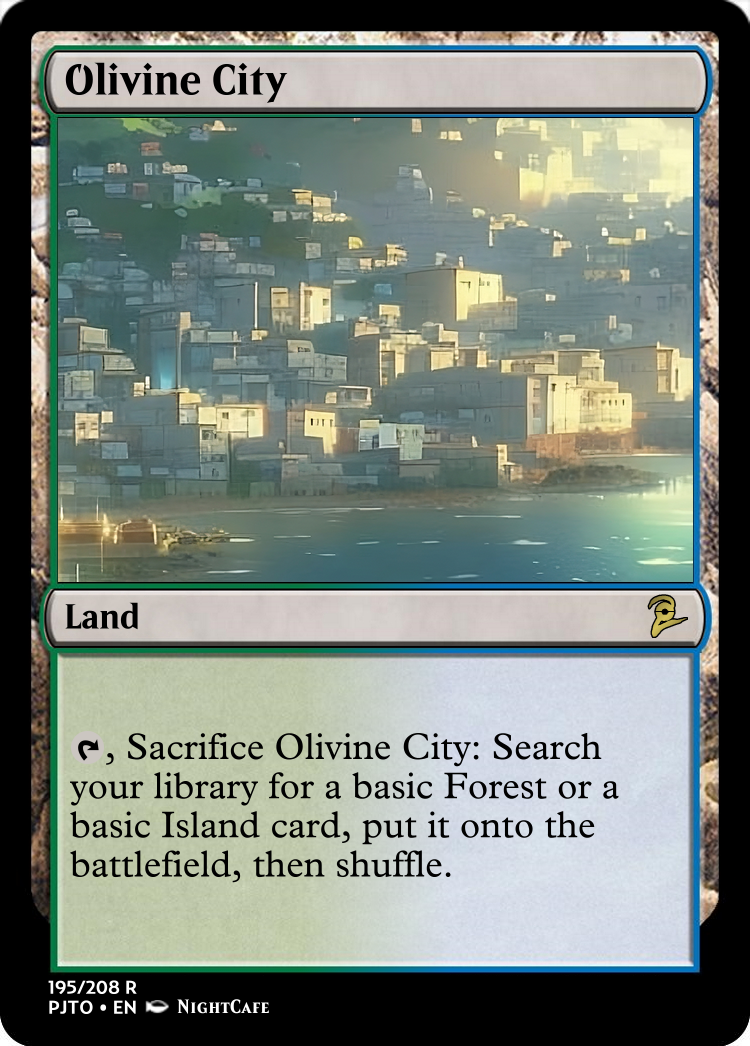 Olivine City
Land
, Sacrifice Olivine City: Search
your library for a basic Forest or a
basic Island card, put it onto the
battlefield, then shuffle.
195/208 R
PJTO • EN NightCafe